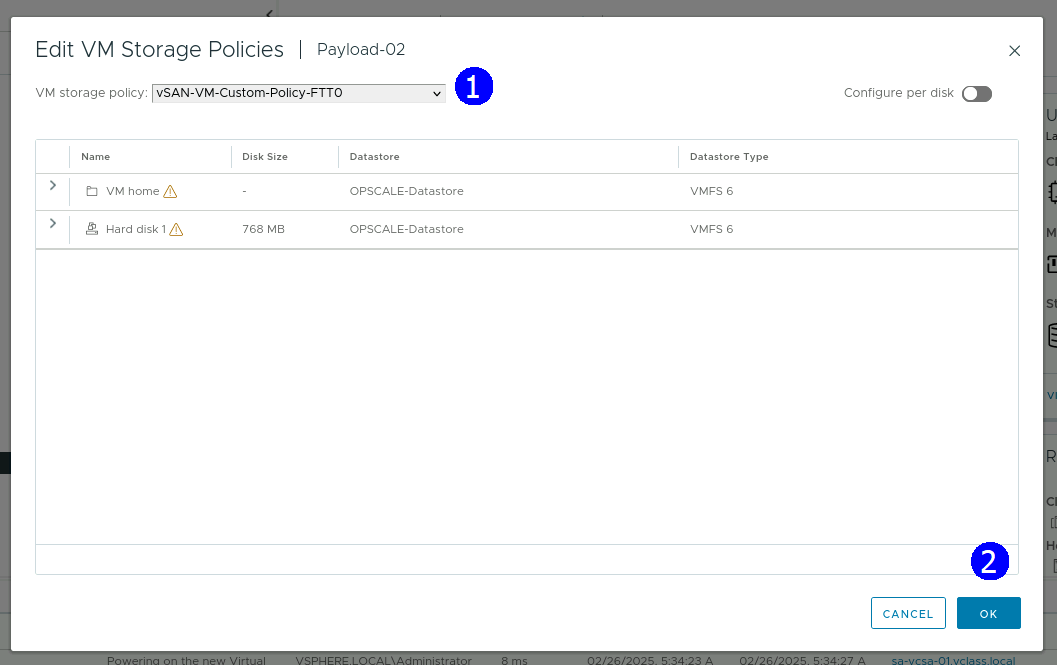 Edit VM Storage Policies | Payload-02
VM storage policy: vSAN-VM-Custom-Policy-FTT0 1 Configure per disk
Name Disk Size Datastore Datastore Type
VM home - OPSCALE-Datastore VMFS 6
Hard disk 1 768 MB OPSCALE-Datastore VMFS 6
2
CANCEL OK
Powering on the new Virtual VSPHERE.LOCAL\Administrator 8 ms 02/26/2025, 5:34:23 A 02/26/2025, 5:34:27 A sa-vcsa-01.vclass.local